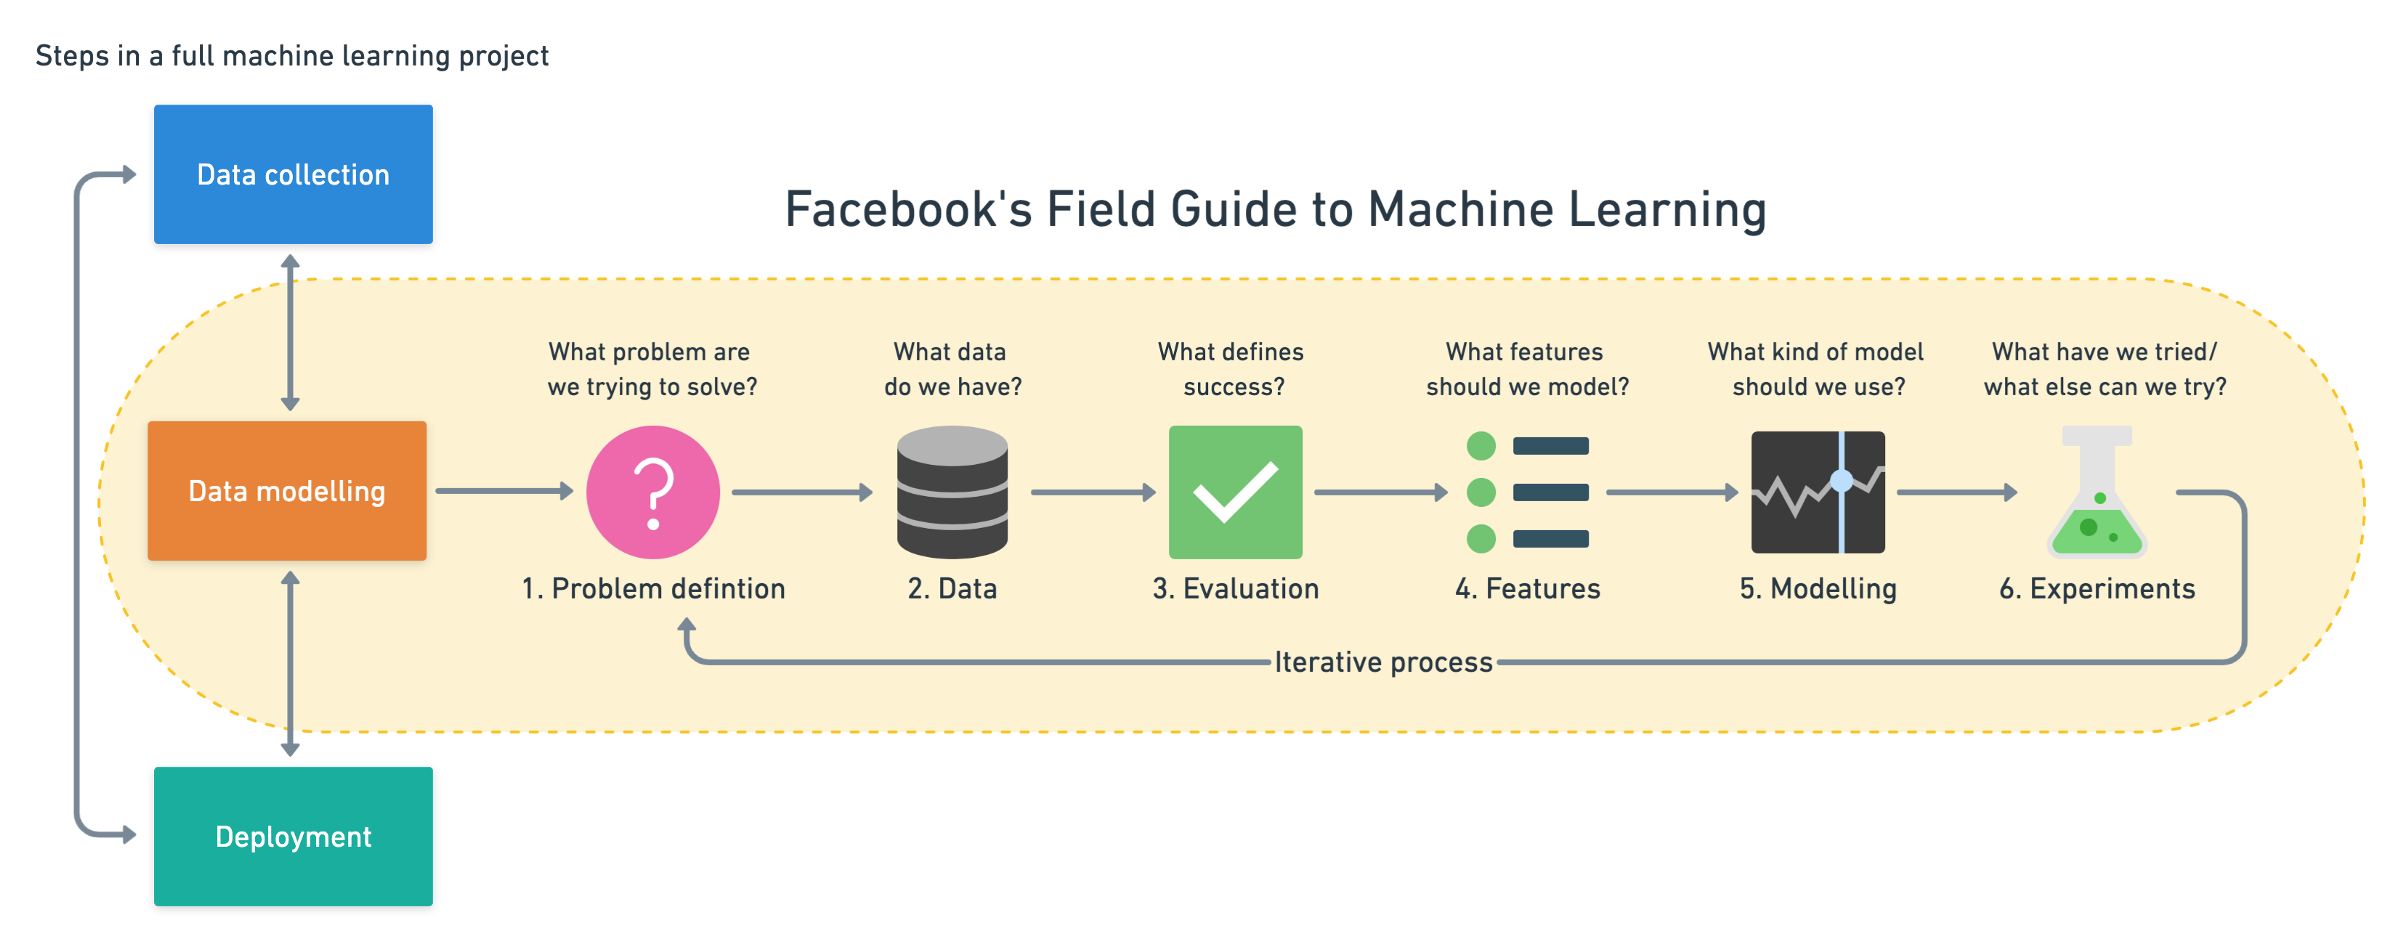 Steps in a full machine learning project
Data collection
Facebook's Field Guide to Machine Learning
What problem are
we trying to solve?
What data
do we have?
What defines
success?
What features
should we model?
What kind of model
should we use?
What have we tried/
what else can we try?
Data modelling
1. Problem defintion
2. Data
3. Evaluation
4. Features
5. Modelling
6. Experiments
Iterative process
Deployment